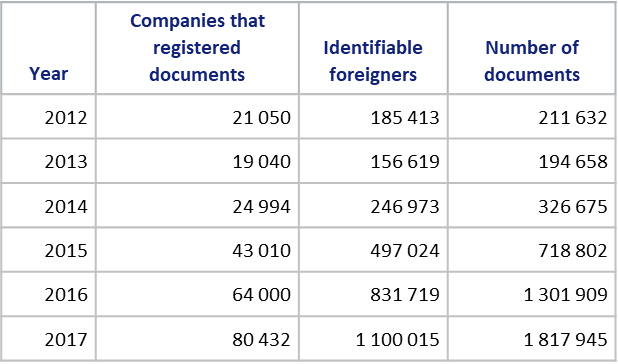 Year Companies that registered documents Identifiable foreigners Number of documents
2012 21 050 185 413 211 632
2013 19 040 156 619 194 658
2014 24 994 246 973 326 675
2015 43 010 497 024 718 802
2016 64 000 831 719 1 301 909
2017 80 432 1 100 015 1 817 945